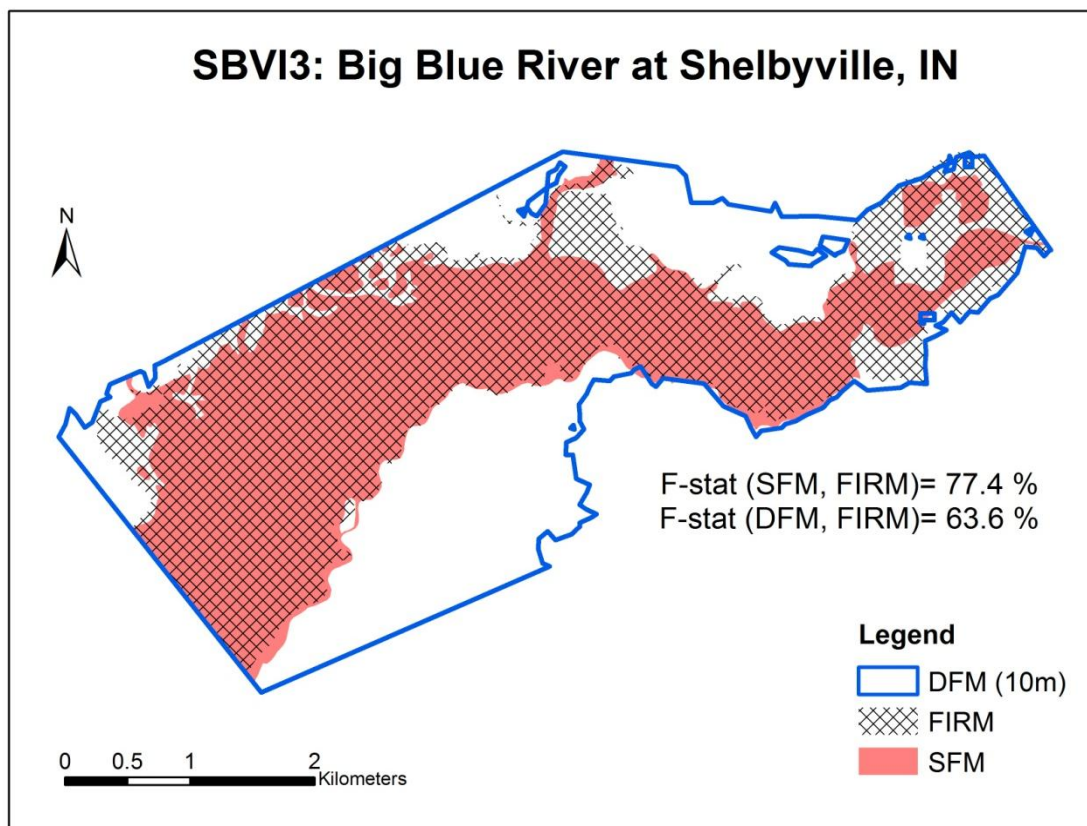 SBVI3: Big Blue River at Shelbyville, IN
N
F-stat (SFM, FIRM)= 77.4 %
F-stat (DFM, FIRM)= 63.6 %
Legend
DFM (10m)
FIRM
SFM
0 0.5 1 2
Kilometers